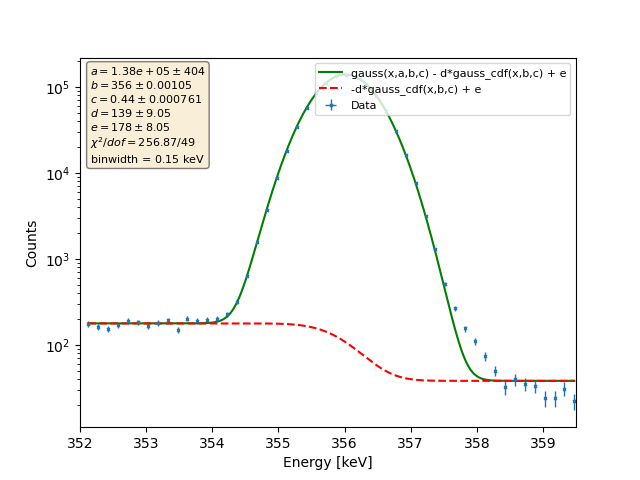 a = 1.38e + 05 ± 404
b = 356 ± 0.00105
c = 0.44 ± 0.000761
d = 139 ± 9.05
e = 178 ± 8.05
χ²/dof = 256.87/49
binwidth = 0.15 keV
gauss(x,a,b,c) - d*gauss_cdf(x,b,c) + e
-d*gauss_cdf(x,b,c) + e
Data
10⁵
10⁴
10³
10²
Counts
352 353 354 355 356 357 358 359
Energy [keV]